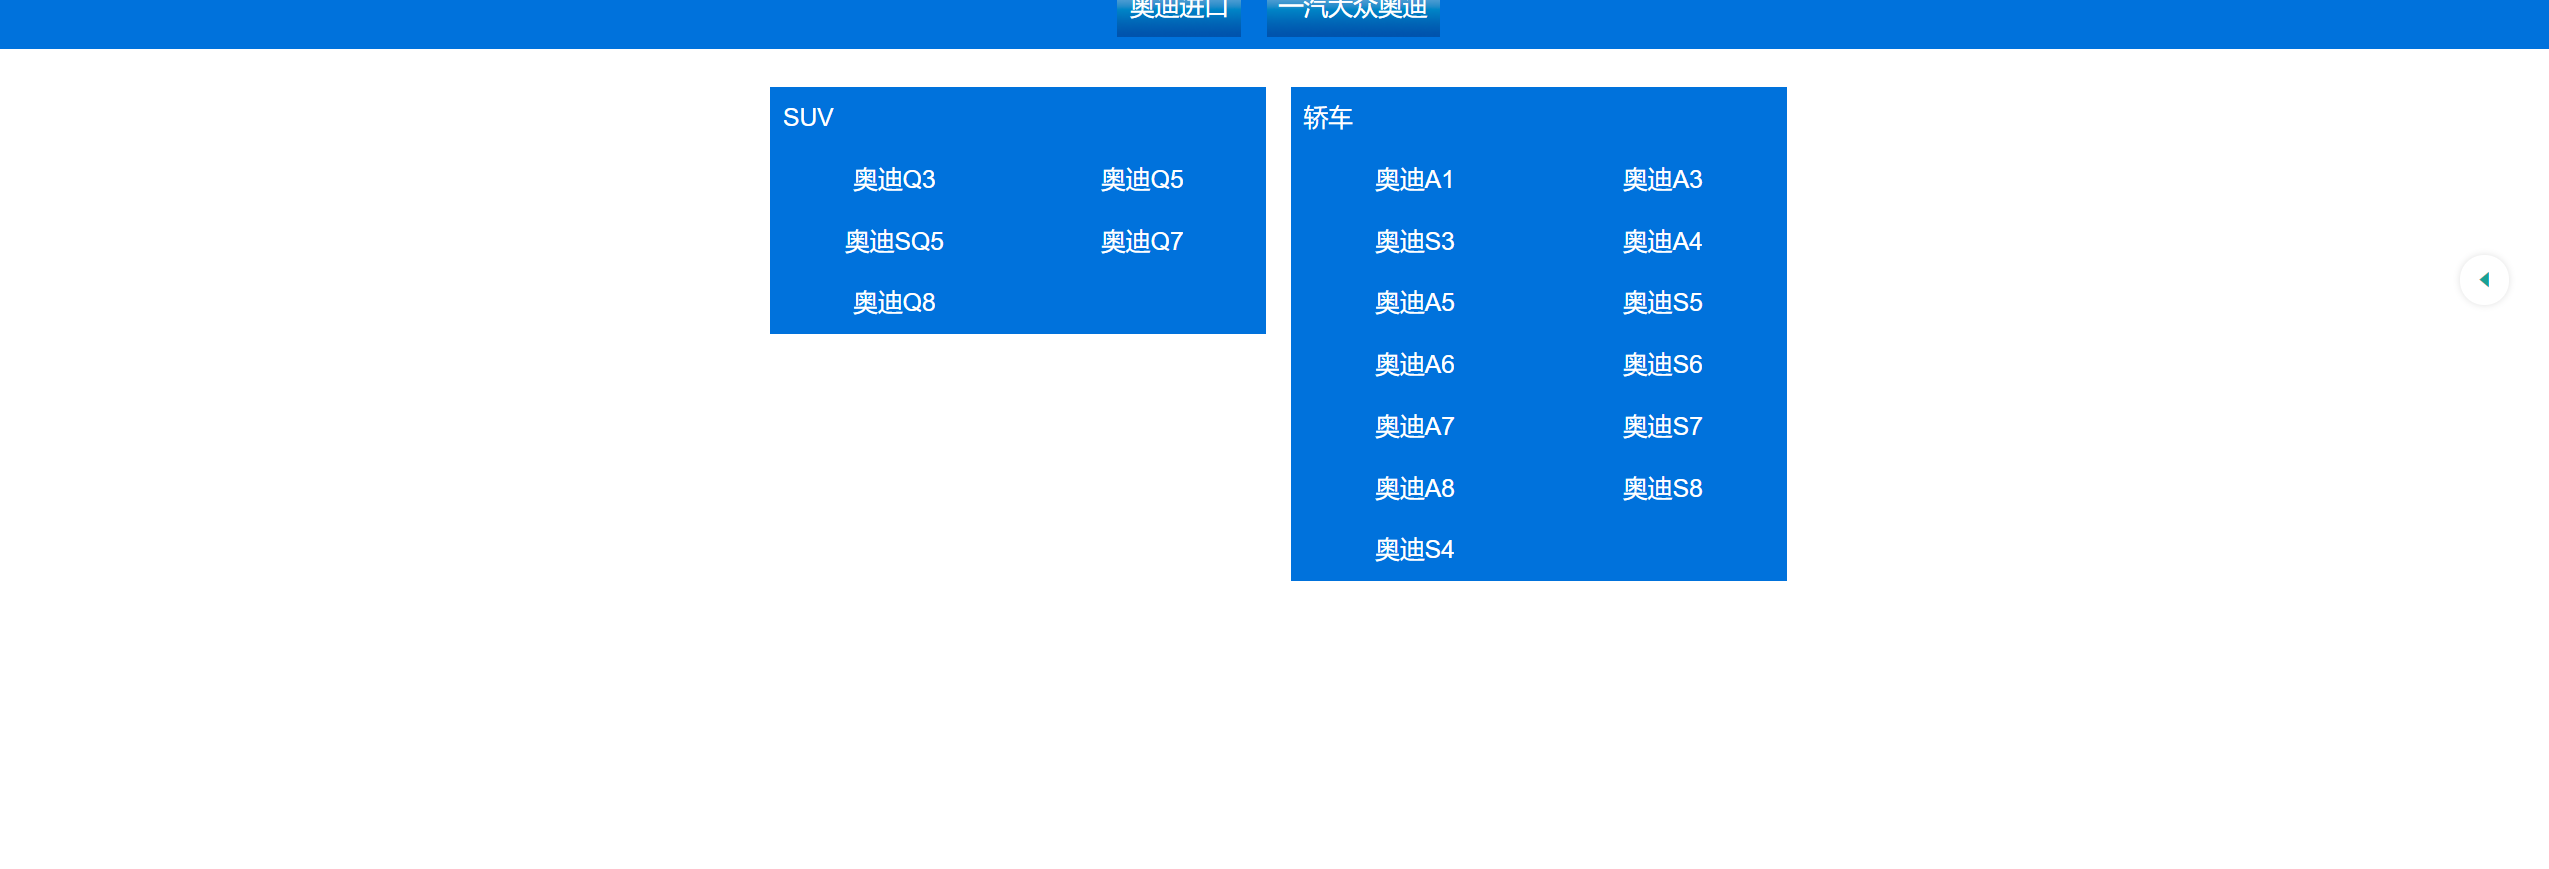 奥迪进口 一汽大众奥迪
SUV
奥迪Q3 奥迪Q5
奥迪SQ5 奥迪Q7
奥迪Q8
轿车
奥迪A1 奥迪A3
奥迪S3 奥迪A4
奥迪A5 奥迪S5
奥迪A6 奥迪S6
奥迪A7 奥迪S7
奥迪A8 奥迪S8
奥迪S4